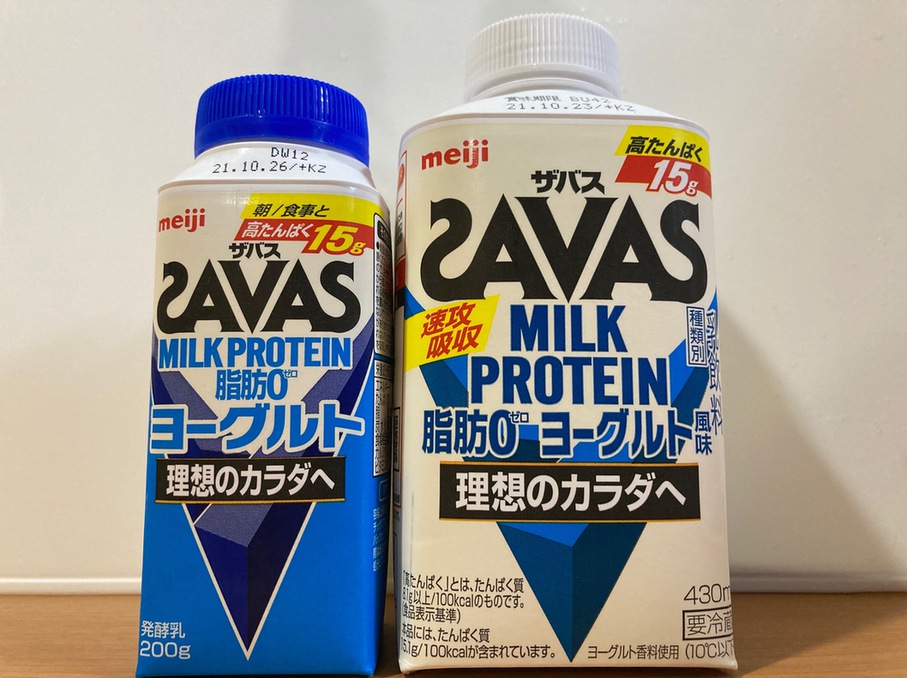 DW12
21.10.26/+KZ
meiji
朝/食事と
高たんぱく15g
ザバス
SAVAS
MILK PROTEIN
脂肪0ゼロ
ヨーグルト
理想のカラダへ
発酵乳
200g
賞味期限 BU42
21.10.23/+KZ
meiji
高たんぱく
15g
ザバス
SAVAS
速攻
吸収
MILK
PROTEIN
脂肪0ゼロ ヨーグルト風味
種類別
乳飲料
理想のカラダへ
「高たんぱく」とは、たんぱく質
8.1g以上/100kcalのものです。
(食品表示基準)
本品には、たんぱく質
15.1g/100kcalが含まれています。
ヨーグルト香料使用
430m
要冷蔵
(10℃以下